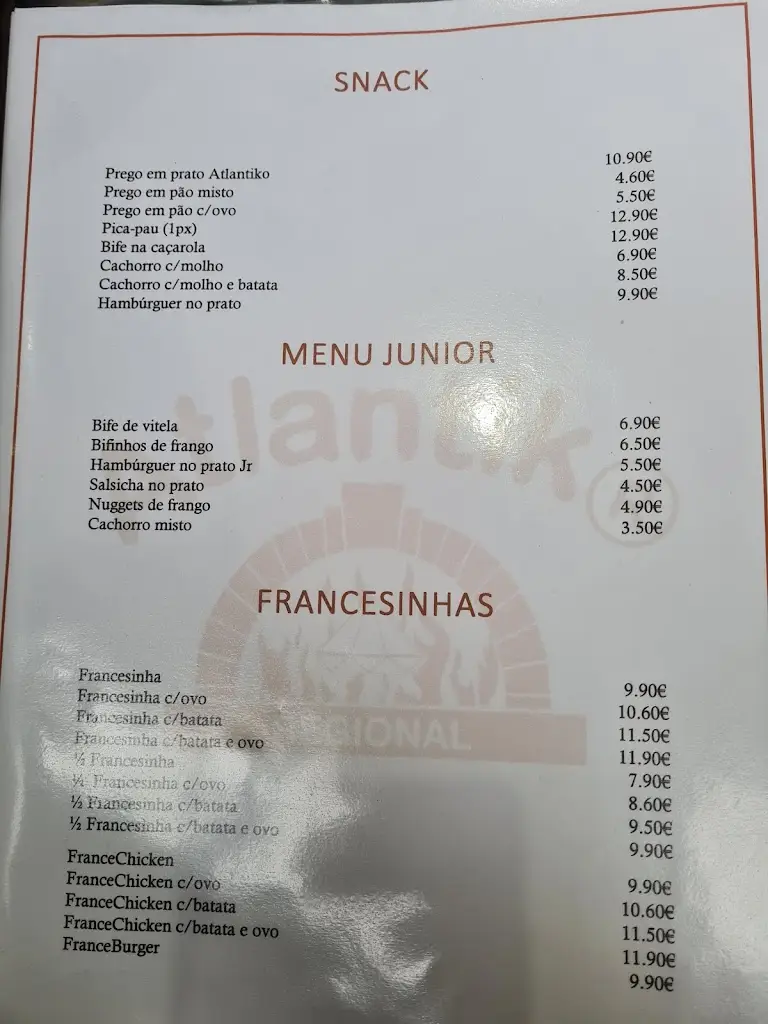 SNACK
Prego em prato Atlantiko 10.90€
Prego em pão misto 4.60€
Prego em pão c/ovo 5.50€
Pica-pau (1px) 12.90€
Bife na caçarola 12.90€
Cachorro c/molho 6.90€
Cachorro c/molho e batata 8.50€
Hambúrguer no prato 9.90€
MENU JUNIOR
Bife de vitela 6.90€
Bifinhos de frango 6.50€
Hambúrguer no prato Jr 5.50€
Salsicha no prato 4.50€
Nuggets de frango 4.90€
Cachorro misto 3.50€
FRANCESINHAS
Francesinha 9.90€
Francesinha c/ovo 10.60€
Francesinha c/batata 11.50€
Francesinha c/batata e ovo 11.90€
½ Francesinha 7.90€
½ Francesinha c/ovo 8.60€
½ Francesinha c/batata 9.50€
½ Francesinha c/batata e ovo 9.90€
FranceChicken 9.90€
FranceChicken c/ovo 10.60€
FranceChicken c/batata 11.50€
FranceChicken c/batata e ovo 11.90€
FranceBurger 9.90€